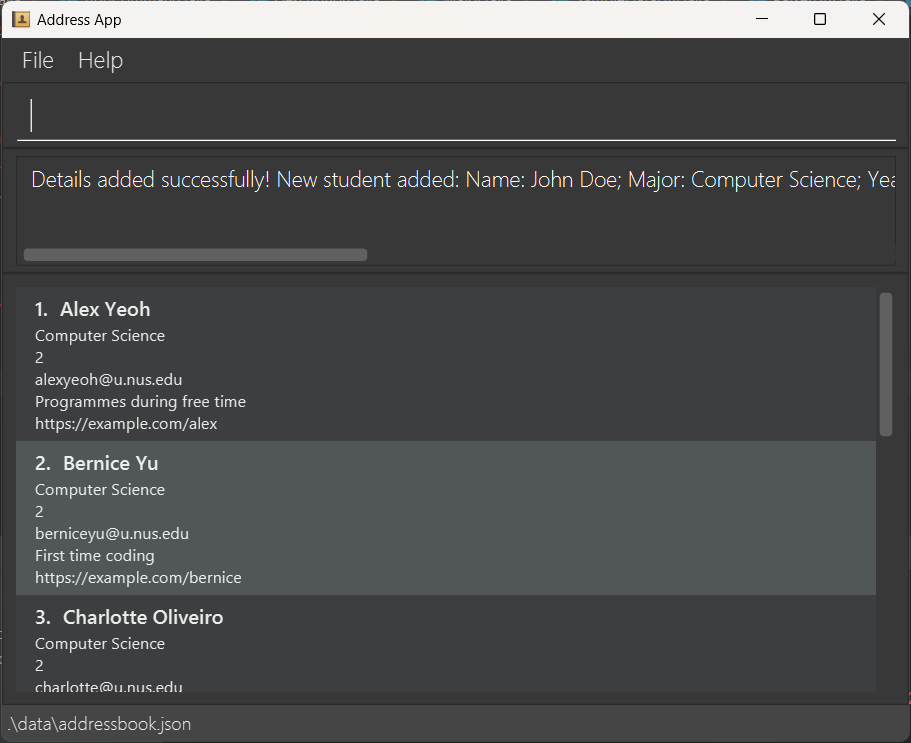 Address App
File Help
Details added successfully! New student added: Name: John Doe; Major: Computer Science;
1. Alex Yeoh
Computer Science
2
alexyeoh@u.nus.edu
Programmes during free time
https://example.com/alex
2. Bernice Yu
Computer Science
2
berniceyu@u.nus.edu
First time coding
https://example.com/bernice
3. Charlotte Oliveiro
Computer Science
2
charlotte@u.nus.edu
.\data\addressbook.json